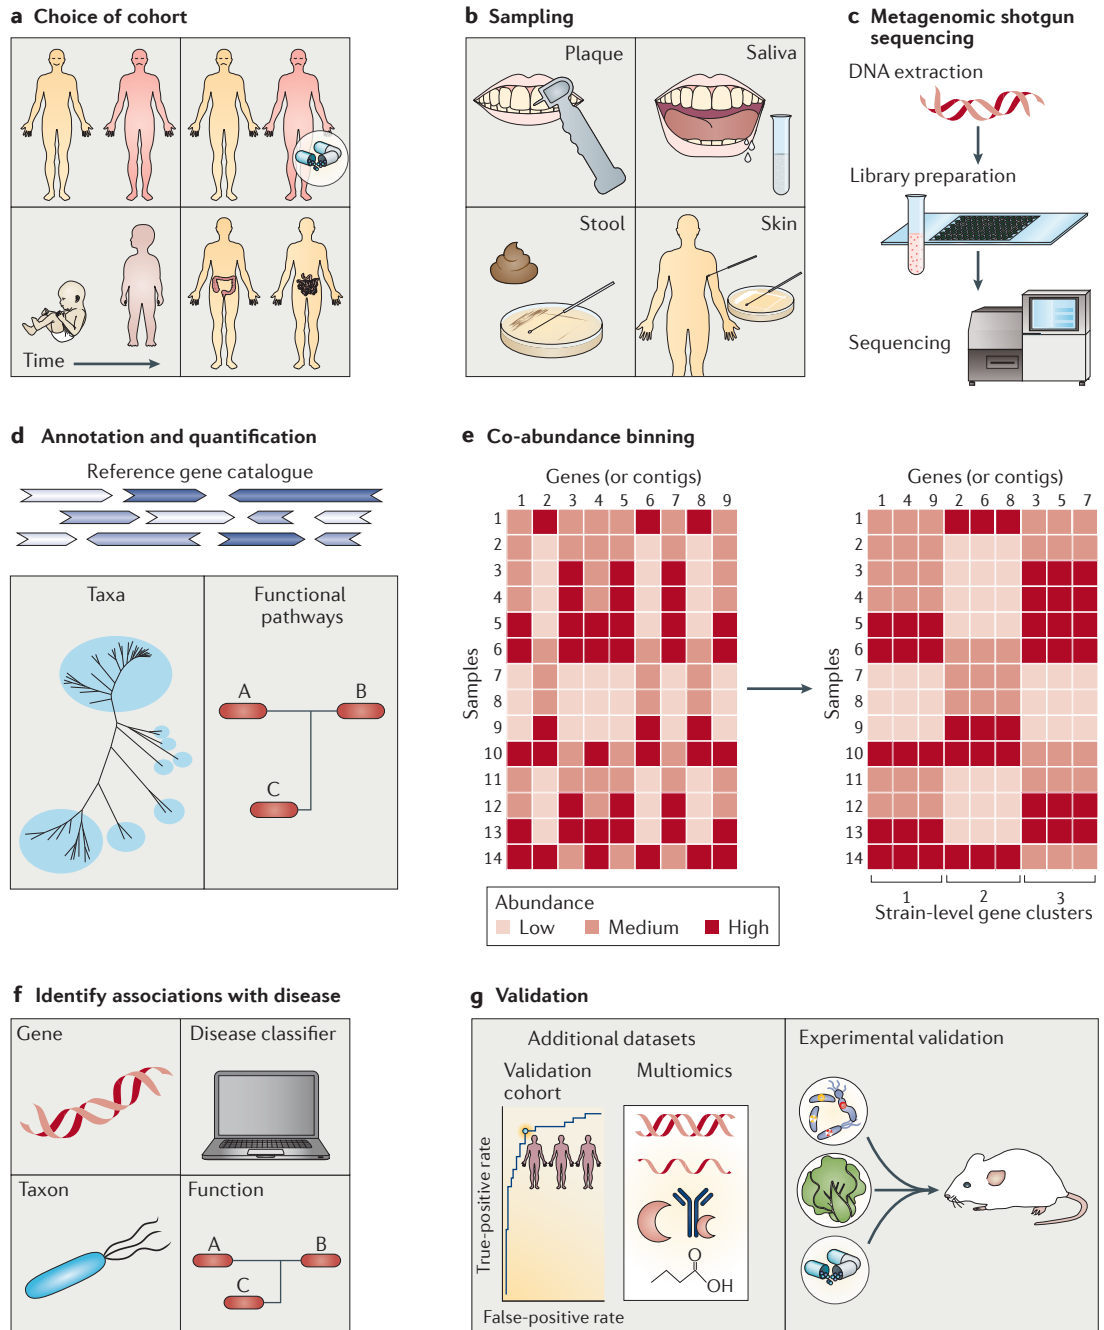 a Choice of cohort
Time
b Sampling
Plaque
Saliva
Stool
Skin
c Metagenomic shotgun
sequencing
DNA extraction
Library preparation
Sequencing
d Annotation and quantification
Reference gene catalogue
Taxa
Functional
pathways
A
B
C
e Co-abundance binning
Genes (or contigs)
1 2 3 4 5 6 7 8 9
Samples
1
2
3
4
5
6
7
8
9
10
11
12
13
14
Genes (or contigs)
1 4 9 2 6 8 3 5 7
Samples
1
2
3
4
5
6
7
8
9
10
11
12
13
14
1 2 3
Strain-level gene clusters
Abundance
Low Medium High
f Identify associations with disease
Gene
Disease classifier
Taxon
Function
A
B
C
g Validation
Additional datasets
Validation
cohort
True-positive rate
False-positive rate
Multiomics
O
OH
Experimental validation